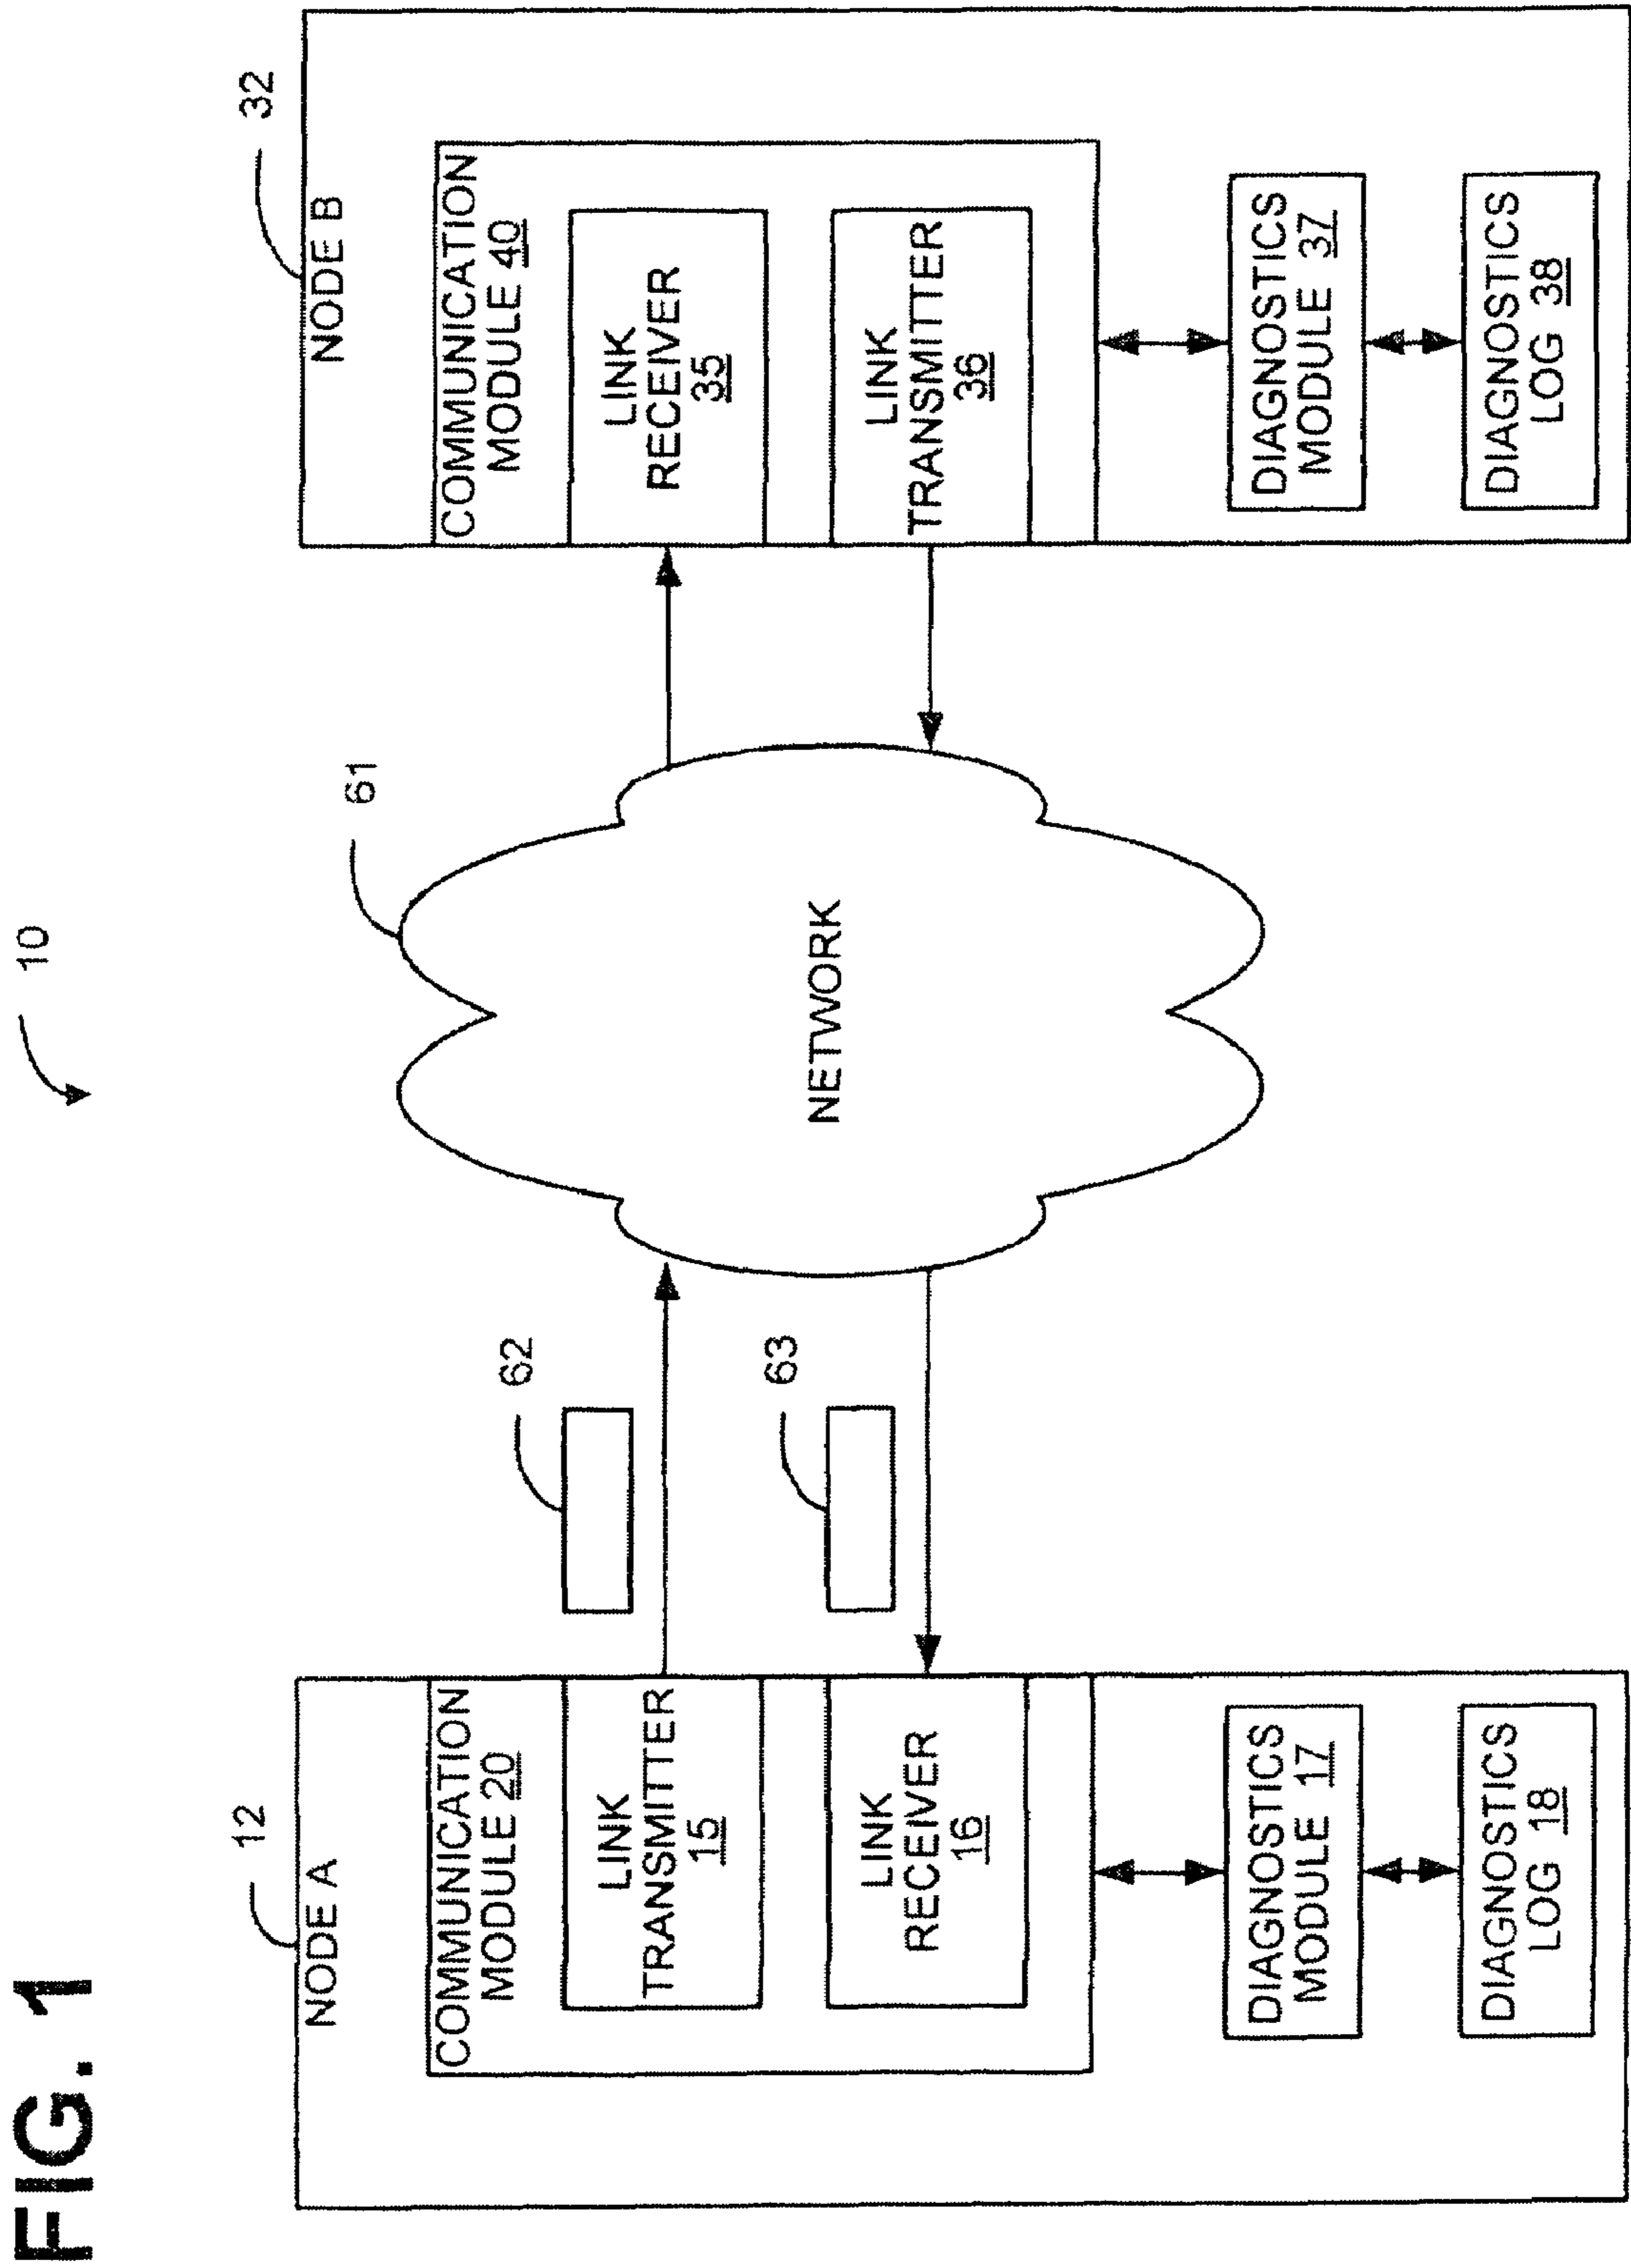 FIG. 1
10
12
NODE A
COMMUNICATION
MODULE 20
LINK
TRANSMITTER
15
LINK
RECEIVER
16
DIAGNOSTICS
MODULE 17
DIAGNOSTICS
LOG 18
62
63
61
NETWORK
32
NODE B
COMMUNICATION
MODULE 40
LINK
RECEIVER
35
LINK
TRANSMITTER
36
DIAGNOSTICS
MODULE 37
DIAGNOSTICS
LOG 38